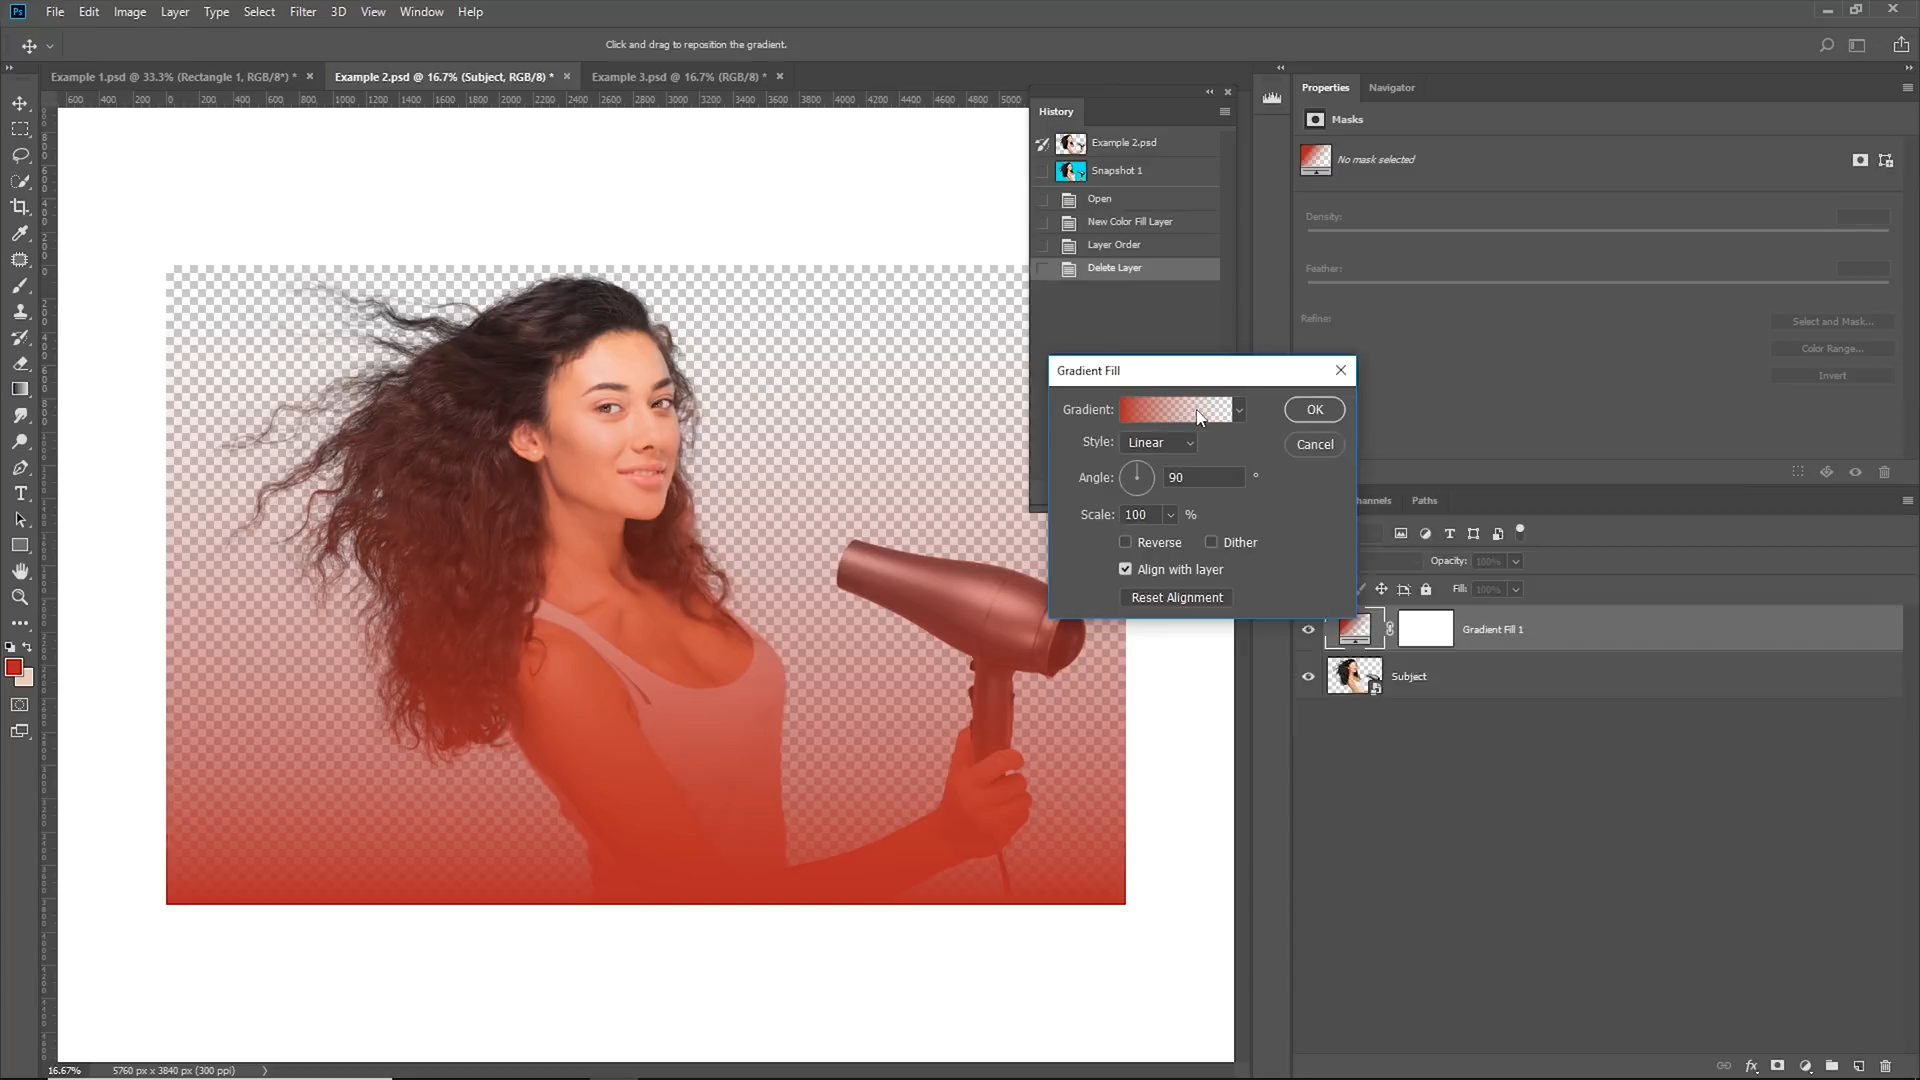 Ps File Edit Image Layer Type Select Filter 3D View Window Help
Click and drag to reposition the gradient.
Example 1.psd @ 33.3% (Rectangle 1, RGB/8*) * × Example 2.psd @ 16.7% (Subject, RGB/8) * × Example 3.psd @ 16.7% (RGB/8) * ×
600 400 200 0 200 400 600 800 1000 1200 1400 1600 1800 2000 2200 2400 2600 2800 3000 3200 3400 3600 3800 4000 4200 4400 4600 4800 5000
History
Example 2.psd
Snapshot 1
Open
New Color Fill Layer
Layer Order
Delete Layer
Properties Navigator
Masks
No mask selected
Density:
Feather:
Refine:
Select and Mask...
Color Range...
Invert
Gradient Fill
Gradient:
OK
Style: Linear
Cancel
Angle: 90 °
Scale: 100 %
Reverse Dither
Align with layer
Reset Alignment
hannels Paths
Opacity: 100%
Fill: 100%
Gradient Fill 1
Subject
16.67% 5760 px x 3840 px (300 ppi)